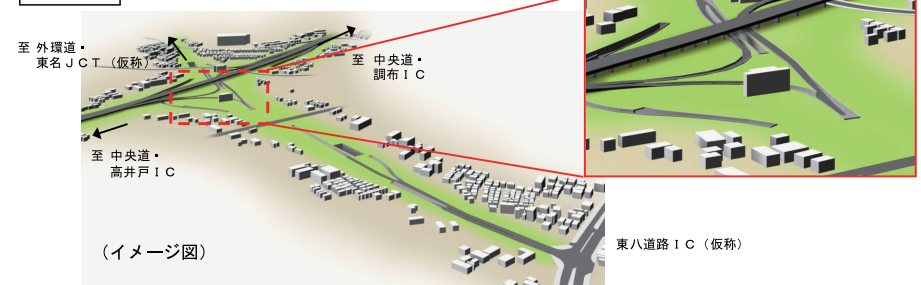 至 外環道・
東名ＪＣＴ（仮称）
至 中央道・
調布ＩＣ
至 中央道・
高井戸ＩＣ
（イメージ図）
東八道路ＩＣ（仮称）